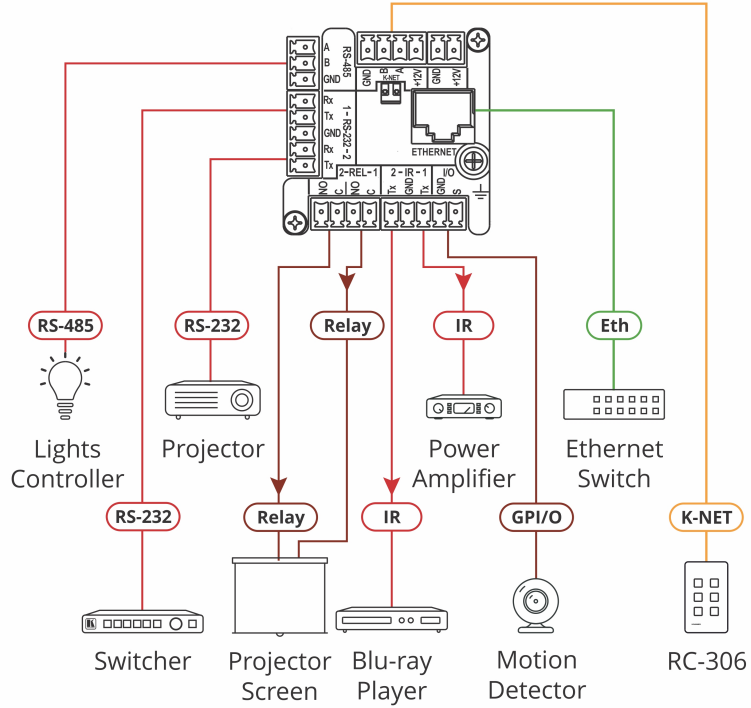 A
B
GND
RS-485
GND
B
A
+12V
GND
+12V
K-NET
Rx
Tx
GND
Rx
Tx
1 - RS-232 - 2
ETHERNET
2-REL-1
2 - IR - 1
I/O
NO
C
NO
C
Tx
GND
Tx
GND
S
RS-485
RS-232
Relay
IR
Eth
Lights
Controller
Projector
Power
Amplifier
Ethernet
Switch
RS-232
Relay
IR
GPI/O
K-NET
Switcher
Projector
Screen
Blu-ray
Player
Motion
Detector
RC-306